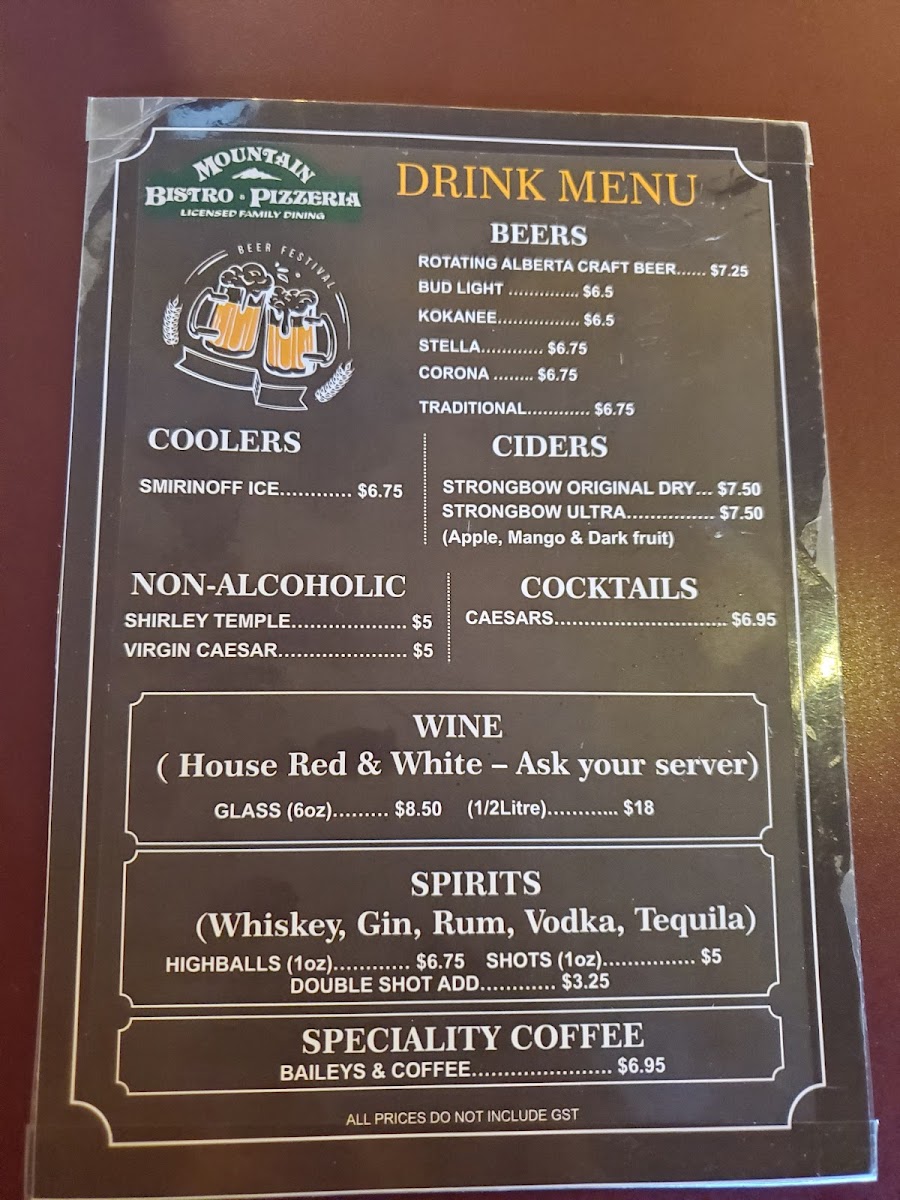 MOUNTAIN
BISTRO • PIZZERIA
LICENSED FAMILY DINING
DRINK MENU
BEER FESTIVAL
BEERS
ROTATING ALBERTA CRAFT BEER...... $7.25
BUD LIGHT .............. $6.5
KOKANEE................. $6.5
STELLA............ $6.75
CORONA ........ $6.75
TRADITIONAL............ $6.75
COOLERS
SMIRINOFF ICE............ $6.75
CIDERS
STRONGBOW ORIGINAL DRY... $7.50
STRONGBOW ULTRA............... $7.50
(Apple, Mango & Dark fruit)
NON-ALCOHOLIC
SHIRLEY TEMPLE................... $5
VIRGIN CAESAR...................... $5
COCKTAILS
CAESARS............................. $6.95
WINE
( House Red & White – Ask your server)
GLASS (6oz)......... $8.50 (1/2Litre)............ $18
SPIRITS
(Whiskey, Gin, Rum, Vodka, Tequila)
HIGHBALLS (1oz)............ $6.75 SHOTS (1oz)............... $5
DOUBLE SHOT ADD............ $3.25
SPECIALITY COFFEE
BAILEYS & COFFEE....................... $6.95
ALL PRICES DO NOT INCLUDE GST